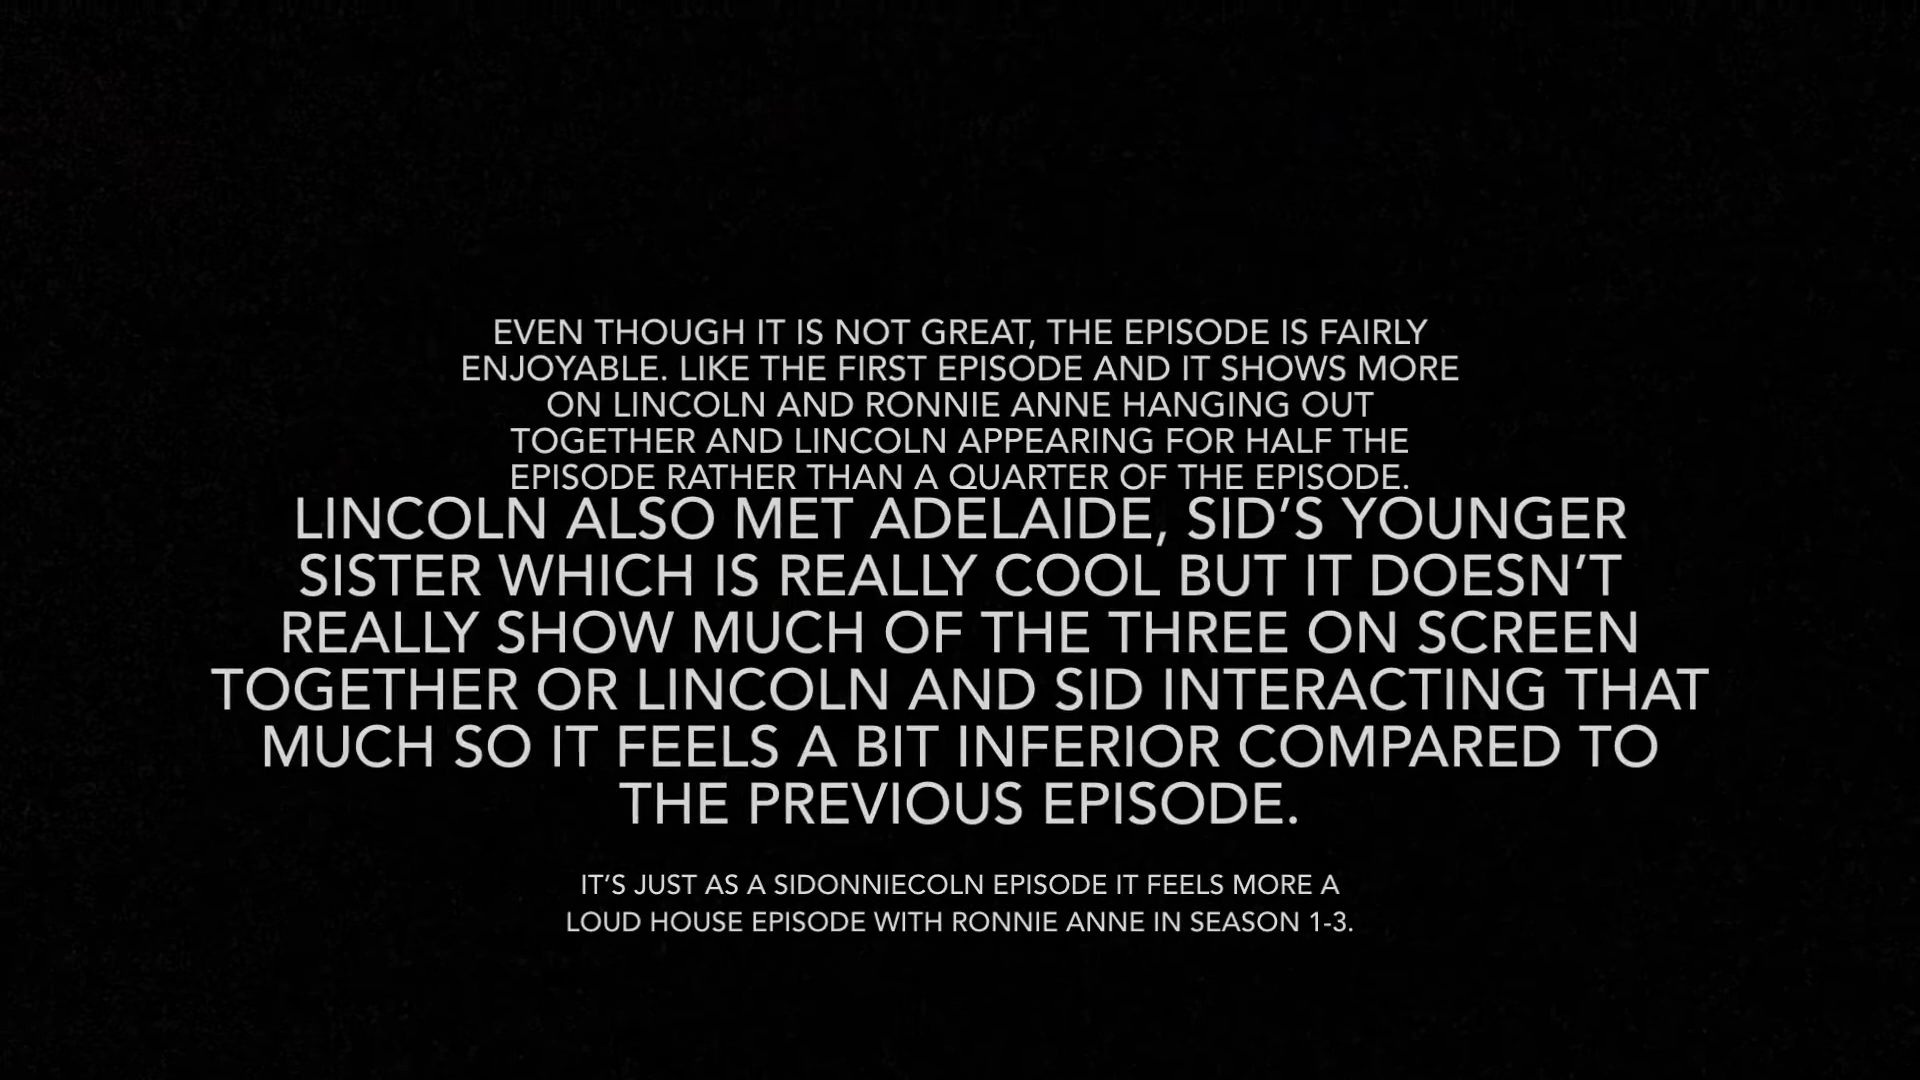 EVEN THOUGH IT IS NOT GREAT, THE EPISODE IS FAIRLY
ENJOYABLE. LIKE THE FIRST EPISODE AND IT SHOWS MORE
ON LINCOLN AND RONNIE ANNE HANGING OUT
TOGETHER AND LINCOLN APPEARING FOR HALF THE
EPISODE RATHER THAN A QUARTER OF THE EPISODE.
LINCOLN ALSO MET ADELAIDE, SID’S YOUNGER
SISTER WHICH IS REALLY COOL BUT IT DOESN’T
REALLY SHOW MUCH OF THE THREE ON SCREEN
TOGETHER OR LINCOLN AND SID INTERACTING THAT
MUCH SO IT FEELS A BIT INFERIOR COMPARED TO
THE PREVIOUS EPISODE.
IT’S JUST AS A SIDONNIECOLN EPISODE IT FEELS MORE A
LOUD HOUSE EPISODE WITH RONNIE ANNE IN SEASON 1-3.